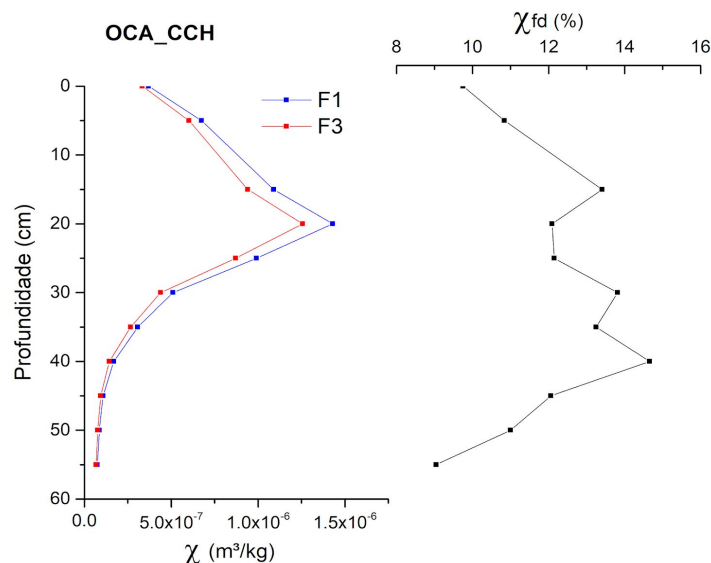 OCA_CCH
χfd (%)
8 10 12 14 16
F1
F3
0
10
20
30
40
50
60
Profundidade (cm)
0.0 5.0x10⁻⁷ 1.0x10⁻⁶ 1.5x10⁻⁶
χ (m³/kg)